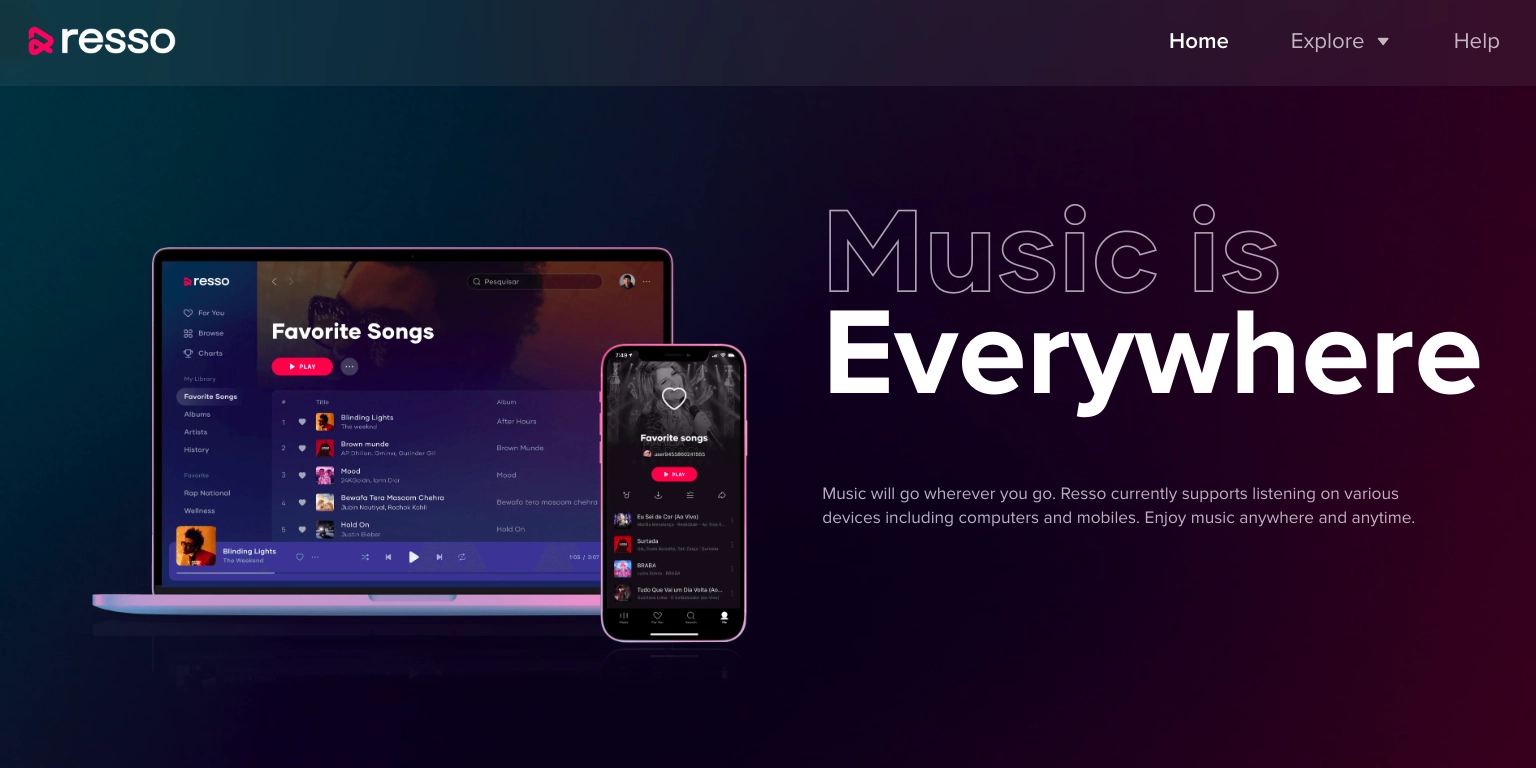 resso
Home
Explore
Help
Music is
Everywhere
Music will go wherever you go. Resso currently supports listening on various
devices including computers and mobiles. Enjoy music anywhere and anytime.
resso
Pesquisar
For You
Browse
Charts
My Library
Favorite Songs
Albums
Artists
History
Favorite
Rap National
Wellness
Favorite Songs
PLAY
# Title Album
1 Blinding Lights After Hours
The weeknd
2 Brown munde Brown Munde
AP Dhillon, Gminxr, Gurinder Gill
3 Mood Mood
24KGoldn, Iann Dior
4 Bewafa Tera Masoom Chehra Bewafa tera masoom chehra
Jubin Nautiyal, Rochak Kohli
5 Hold On Hold On
Justin Bieber
Blinding Lights
The Weekend
7:49
Favorite songs
PLAY
Eu Sei de Cor (Ao Vivo)
Surtada
BRABA
Tudo Que Vai um Dia Volta (Ao...
For You
Search
Me